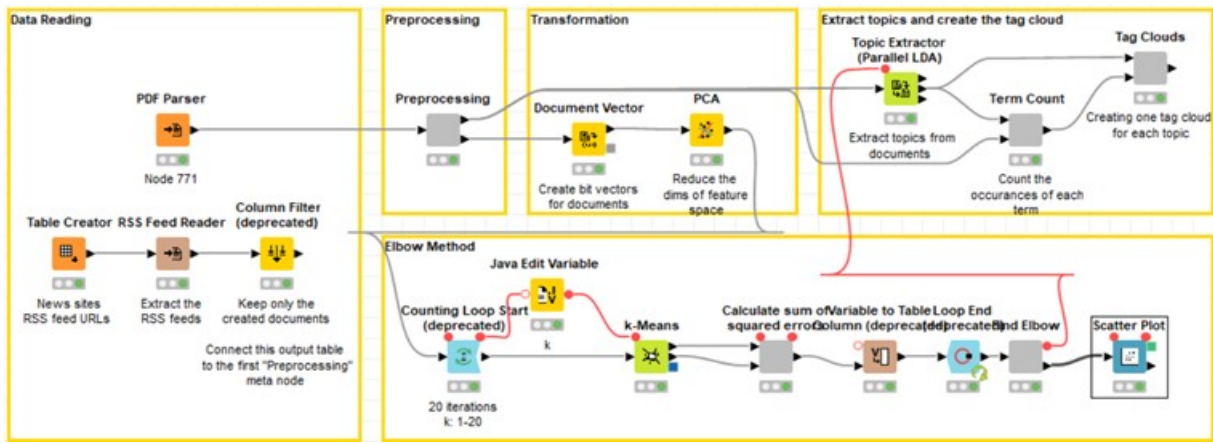 Data Reading
PDF Parser
Node 771
Table Creator
RSS Feed Reader
Column Filter
(deprecated)
News sites
RSS feed URLs
Extract the
RSS feeds
Keep only the
created documents
Connect this output table
to the first "Preprocessing"
meta node
Preprocessing
Preprocessing
Transformation
Document Vector
Create bit vectors
for documents
PCA
Reduce the
dims of feature
space
Extract topics and create the tag cloud
Topic Extractor
(Parallel LDA)
Extract topics from
documents
Term Count
Count the
occurances of each
term
Tag Clouds
Creating one tag cloud
for each topic
Elbow Method
Counting Loop Start
(deprecated)
20 iterations
k: 1-20
Java Edit Variable
k
k-Means
Calculate sum of
squared errors
Variable to Table
Column (deprecated)
Loop End
(deprecated)
Find Elbow
Scatter Plot